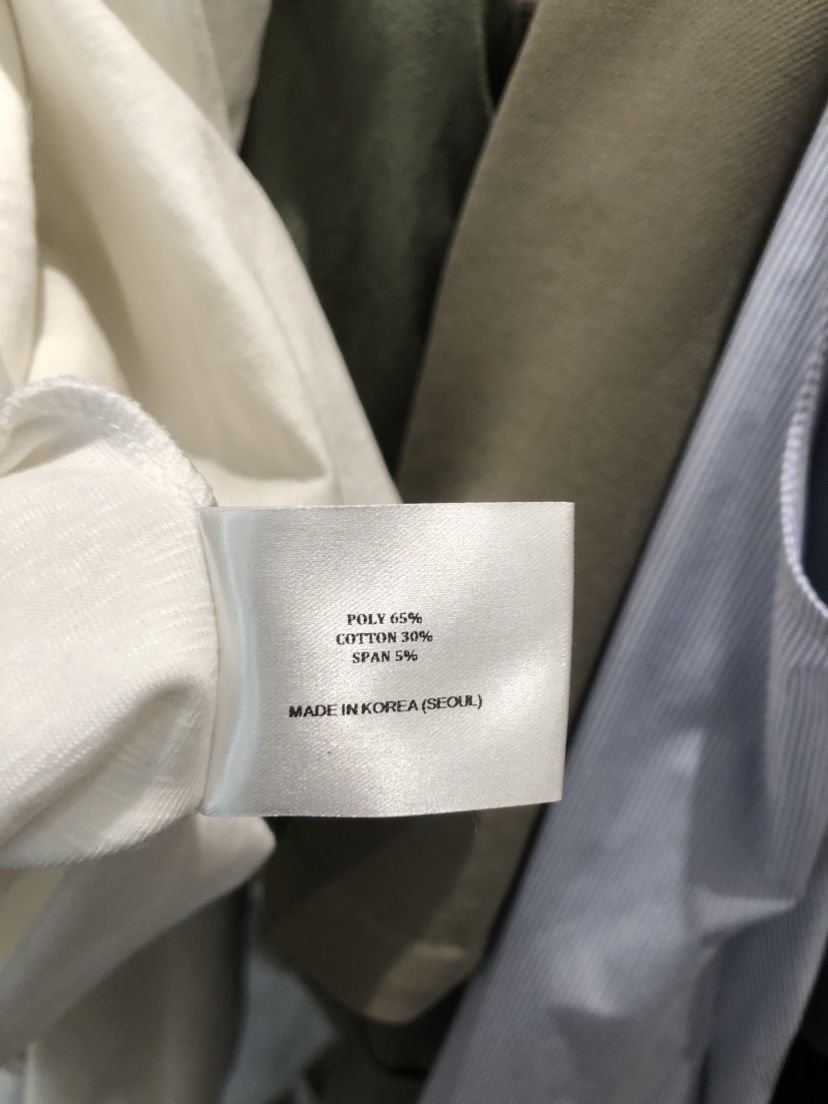 POLY 65%
COTTON 30%
SPAN 5%
MADE IN KOREA (SEOUL)